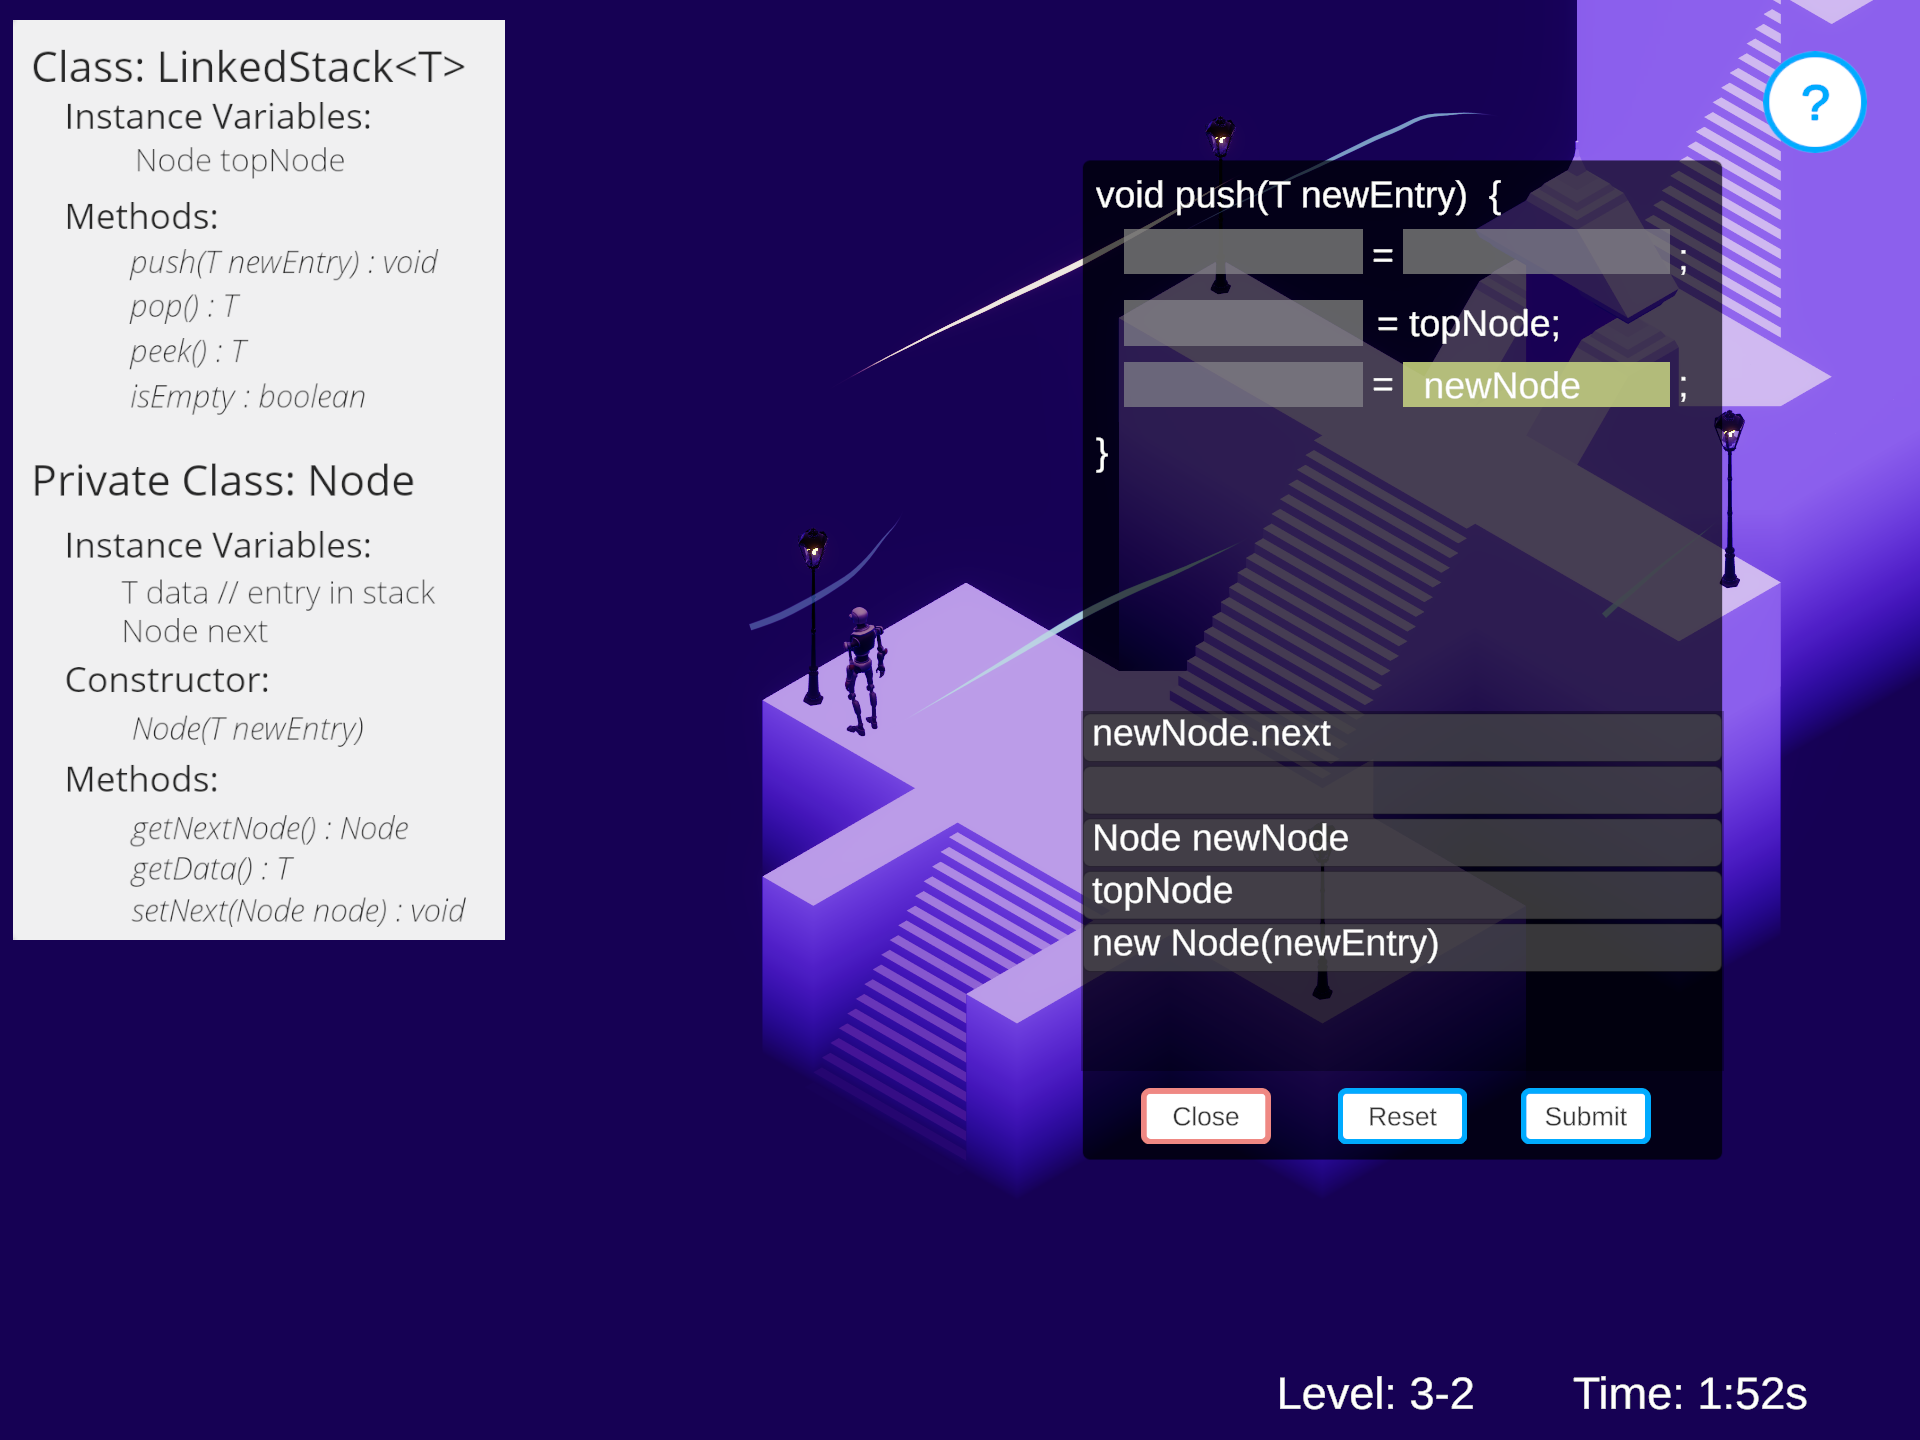 Class: LinkedStack<T>
Instance Variables:
Node topNode
Methods:
push(T newEntry) : void
pop() : T
peek() : T
isEmpty : boolean
Private Class: Node
Instance Variables:
T data // entry in stack
Node next
Constructor:
Node(T newEntry)
Methods:
getNextNode() : Node
getData() : T
setNext(Node node) : void
?
void push(T newEntry) {
= ;
= topNode;
= newNode ;
}
newNode.next
Node newNode
topNode
new Node(newEntry)
Close Reset Submit
Level: 3-2 Time: 1:52s